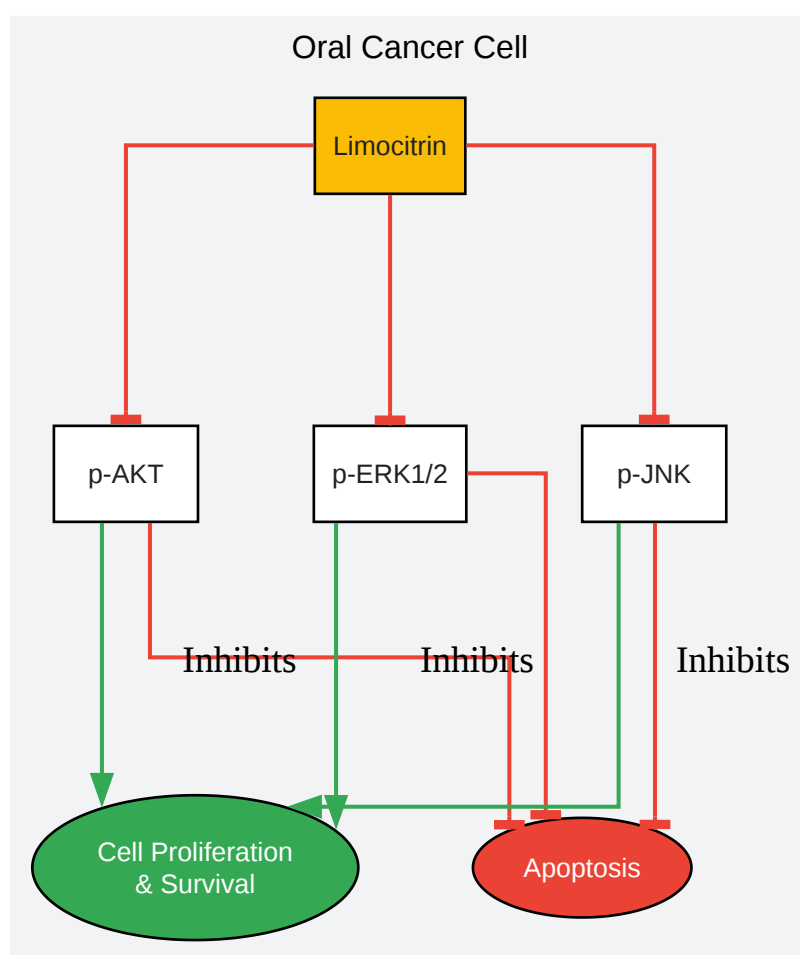 Oral Cancer Cell
Limocitrin
p-AKT
p-ERK1/2
p-JNK
Inhibits
Inhibits
Inhibits
Cell Proliferation
& Survival
Apoptosis